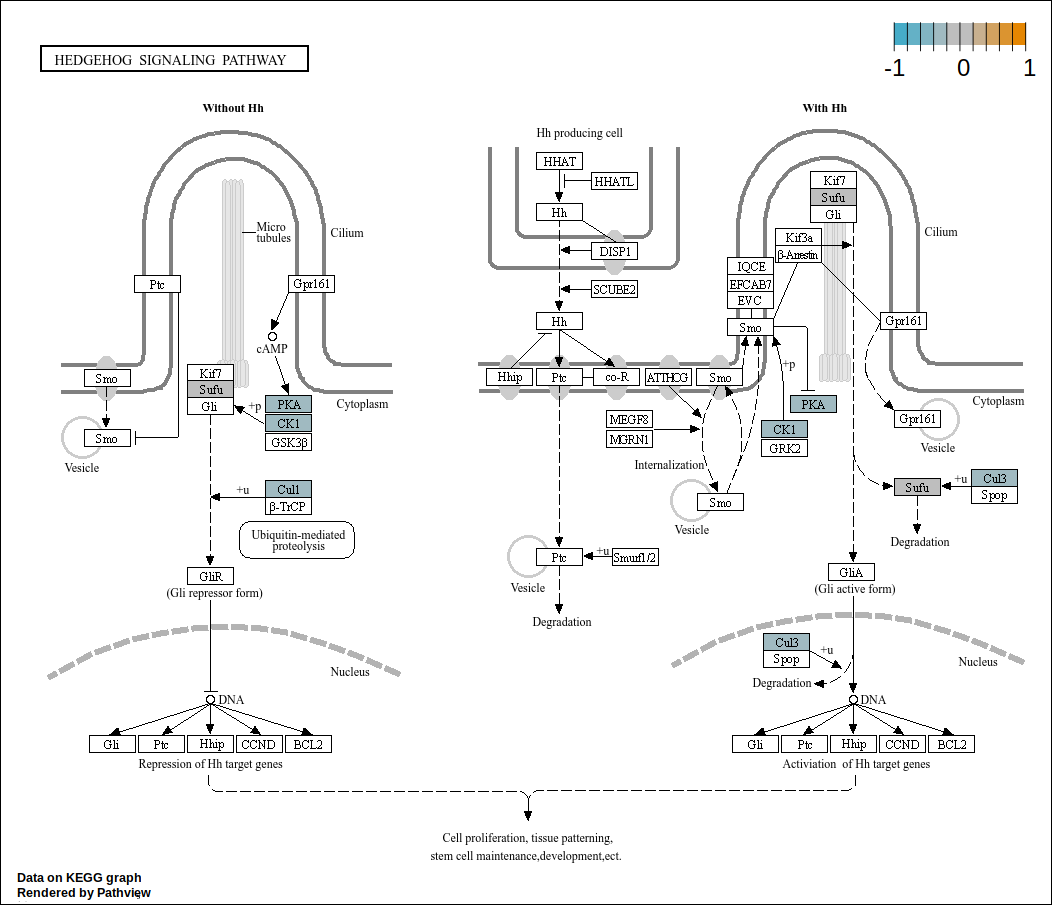 HEDGEHOG SIGNALING PATHWAY
-1 0 1
Without Hh
With Hh
Hh producing cell
HHAT
HHATL
Hh
DISP1
SCUBE2
Hh
Micro
tubules
Cilium
Ptc
Gpr161
cAMP
Smo
Kif7
Sufu
Gli
+p
PKA
CK1
GSK3β
Cytoplasm
Smo
Vesicle
+u
Cul1
β-TrCP
Ubiquitin-mediated
proteolysis
GliR
(Gli repressor form)
Nucleus
DNA
Gli
Ptc
Hhip
CCND
BCL2
Repression of Hh target genes
Kif7
Sufu
Gli
Cilium
Kif3a
β-Arrestin
IQCE
EFCAB7
EVC
Smo
Gpr161
Hhip
Ptc
co-R
Smo
+p
PKA
Cytoplasm
MEGF8
MGRN1
CK1
GRK2
Gpr161
Vesicle
Internalization
Smo
Vesicle
Sufu
+u
Cul3
Spop
Degradation
Ptc
+u
Smurf1/2
Vesicle
Degradation
GliA
(Gli active form)
Cul3
Spop
+u
Degradation
Nucleus
DNA
Gli
Ptc
Hhip
CCND
BCL2
Activiation of Hh target genes
Cell proliferation, tissue patterning,
stem cell maintenance,development,ect.
Data on KEGG graph
Rendered by Pathview